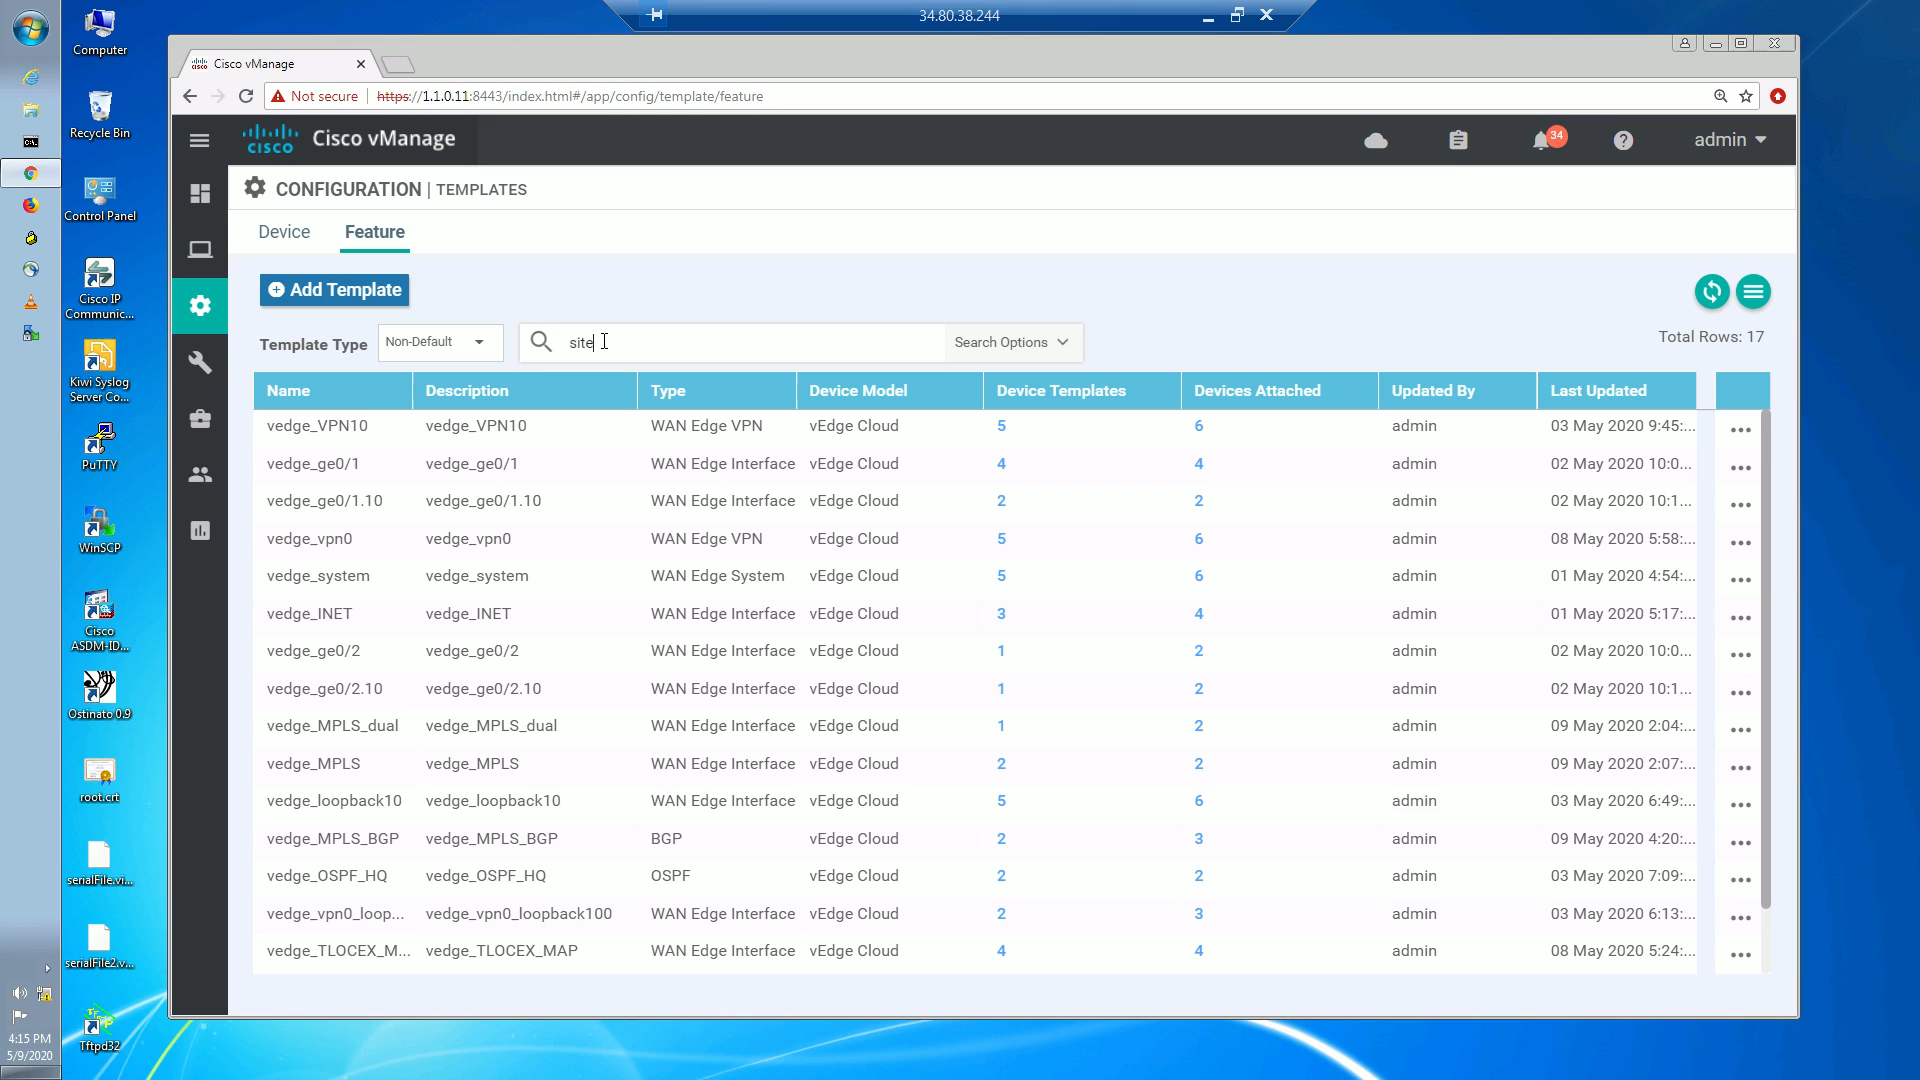 34.80.38.244
Computer
Recycle Bin
Control Panel
Cisco IP
Communic...
Kiwi Syslog
Server Co...
PuTTY
WinSCP
Cisco
ASDM-ID...
Ostinato 0.9
root.crt
serialFile.vi...
serialFile2.v...
Tftpd32
4:15 PM
5/9/2020
Cisco vManage
Not secure | https://1.1.0.11:8443/index.html#/app/config/template/feature
cisco Cisco vManage
34
admin
CONFIGURATION | TEMPLATES
Device Feature
Add Template
Template Type Non-Default site Search Options Total Rows: 17
Name Description Type Device Model Device Templates Devices Attached Updated By Last Updated
vedge_VPN10 vedge_VPN10 WAN Edge VPN vEdge Cloud 5 6 admin 03 May 2020 9:45:...
vedge_ge0/1 vedge_ge0/1 WAN Edge Interface vEdge Cloud 4 4 admin 02 May 2020 10:0...
vedge_ge0/1.10 vedge_ge0/1.10 WAN Edge Interface vEdge Cloud 2 2 admin 02 May 2020 10:1...
vedge_vpn0 vedge_vpn0 WAN Edge VPN vEdge Cloud 5 6 admin 08 May 2020 5:58:...
vedge_system vedge_system WAN Edge System vEdge Cloud 5 6 admin 01 May 2020 4:54:...
vedge_INET vedge_INET WAN Edge Interface vEdge Cloud 3 4 admin 01 May 2020 5:17:...
vedge_ge0/2 vedge_ge0/2 WAN Edge Interface vEdge Cloud 1 2 admin 02 May 2020 10:0...
vedge_ge0/2.10 vedge_ge0/2.10 WAN Edge Interface vEdge Cloud 1 2 admin 02 May 2020 10:1...
vedge_MPLS_dual vedge_MPLS_dual WAN Edge Interface vEdge Cloud 1 2 admin 09 May 2020 2:04:...
vedge_MPLS vedge_MPLS WAN Edge Interface vEdge Cloud 2 2 admin 09 May 2020 2:07:...
vedge_loopback10 vedge_loopback10 WAN Edge Interface vEdge Cloud 5 6 admin 03 May 2020 6:49:...
vedge_MPLS_BGP vedge_MPLS_BGP BGP vEdge Cloud 2 3 admin 09 May 2020 4:20:...
vedge_OSPF_HQ vedge_OSPF_HQ OSPF vEdge Cloud 2 2 admin 03 May 2020 7:09:...
vedge_vpn0_loop... vedge_vpn0_loopback100 WAN Edge Interface vEdge Cloud 2 3 admin 03 May 2020 6:13:...
vedge_TLOCEX_M... vedge_TLOCEX_MAP WAN Edge Interface vEdge Cloud 4 4 admin 08 May 2020 5:24:...